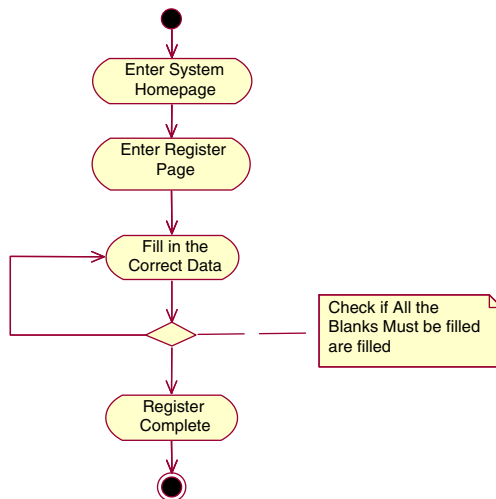 Enter System
Homepage
Enter Register
Page
Fill in the
Correct Data
Check if All the
Blanks Must be filled
are filled
Register
Complete